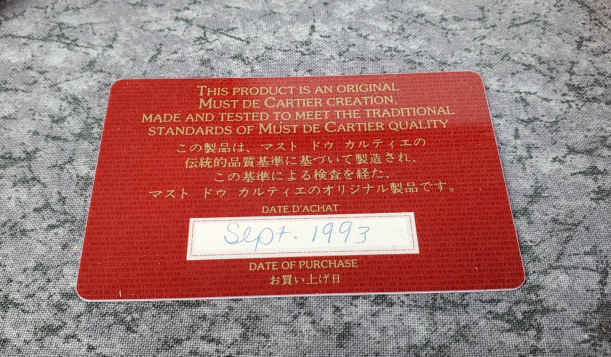 THIS PRODUCT IS AN ORIGINAL
MUST DE CARTIER CREATION,
MADE AND TESTED TO MEET THE TRADITIONAL
STANDARDS OF MUST DE CARTIER QUALITY
この製品は、マスト ドゥ カルティエの
伝統的品質基準に基づいて製造され、
この基準による検査を経た、
マスト ドゥ カルティエのオリジナル製品です。
DATE D'ACHAT
Sept. 1993
DATE OF PURCHASE
お買い上げ日